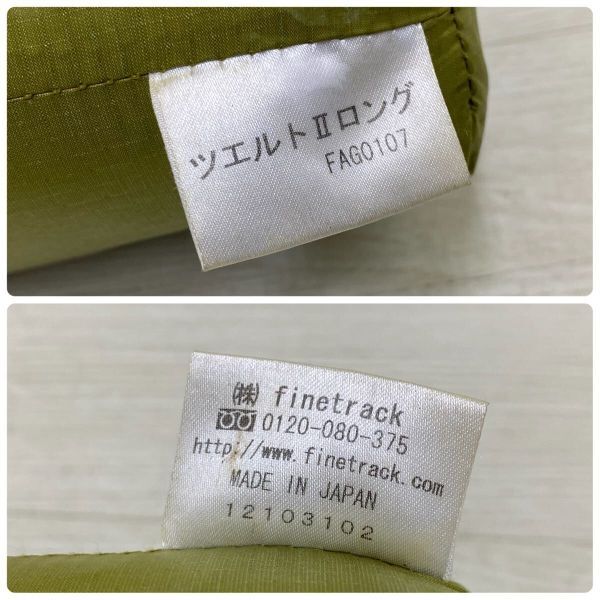 ツエルトⅡロング
FAG0107
㈱ finetrack
0120-080-375
http://www.finetrack.com
MADE IN JAPAN
12103102